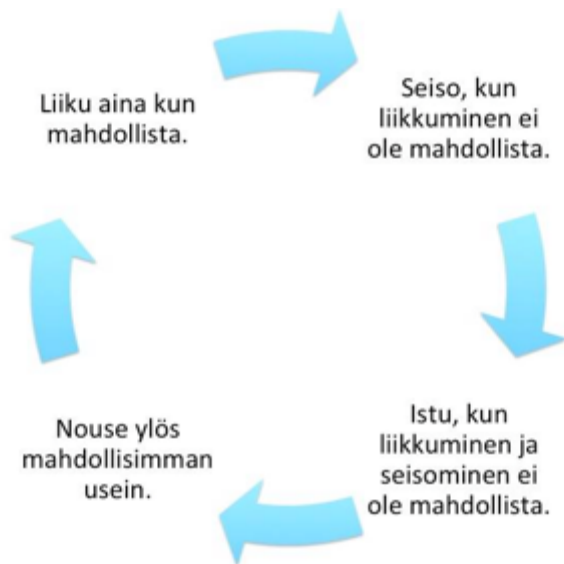 Liiku aina kun
mahdollista.
Seiso, kun
liikkuminen ei
ole mahdollista.
Istu, kun
liikkuminen ja
seisominen ei
ole mahdollista.
Nouse ylös
mahdollisimman
usein.